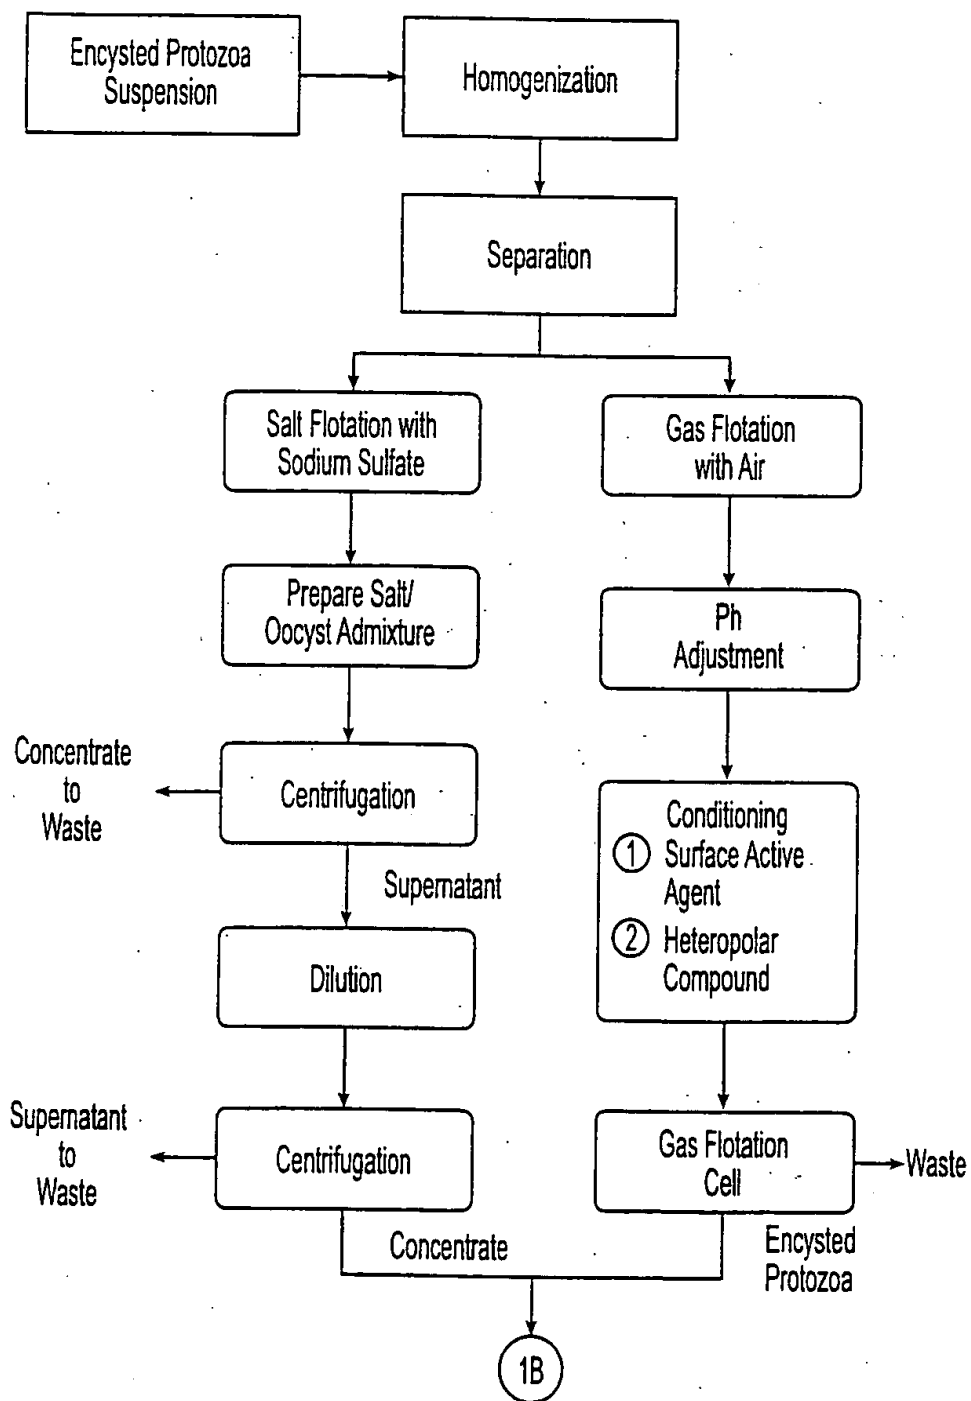 Encysted Protozoa
Suspension
Homogenization
Separation
Salt Flotation with
Sodium Sulfate
Gas Flotation
with Air
Prepare Salt/
Oocyst Admixture
Ph
Adjustment
Concentrate
to
Waste
Centrifugation
Supernatant
Conditioning
1 Surface Active
Agent
2 Heteropolar
Compound
Dilution
Supernatant
to
Waste
Centrifugation
Gas Flotation
Cell
Waste
Concentrate
Encysted
Protozoa
1B